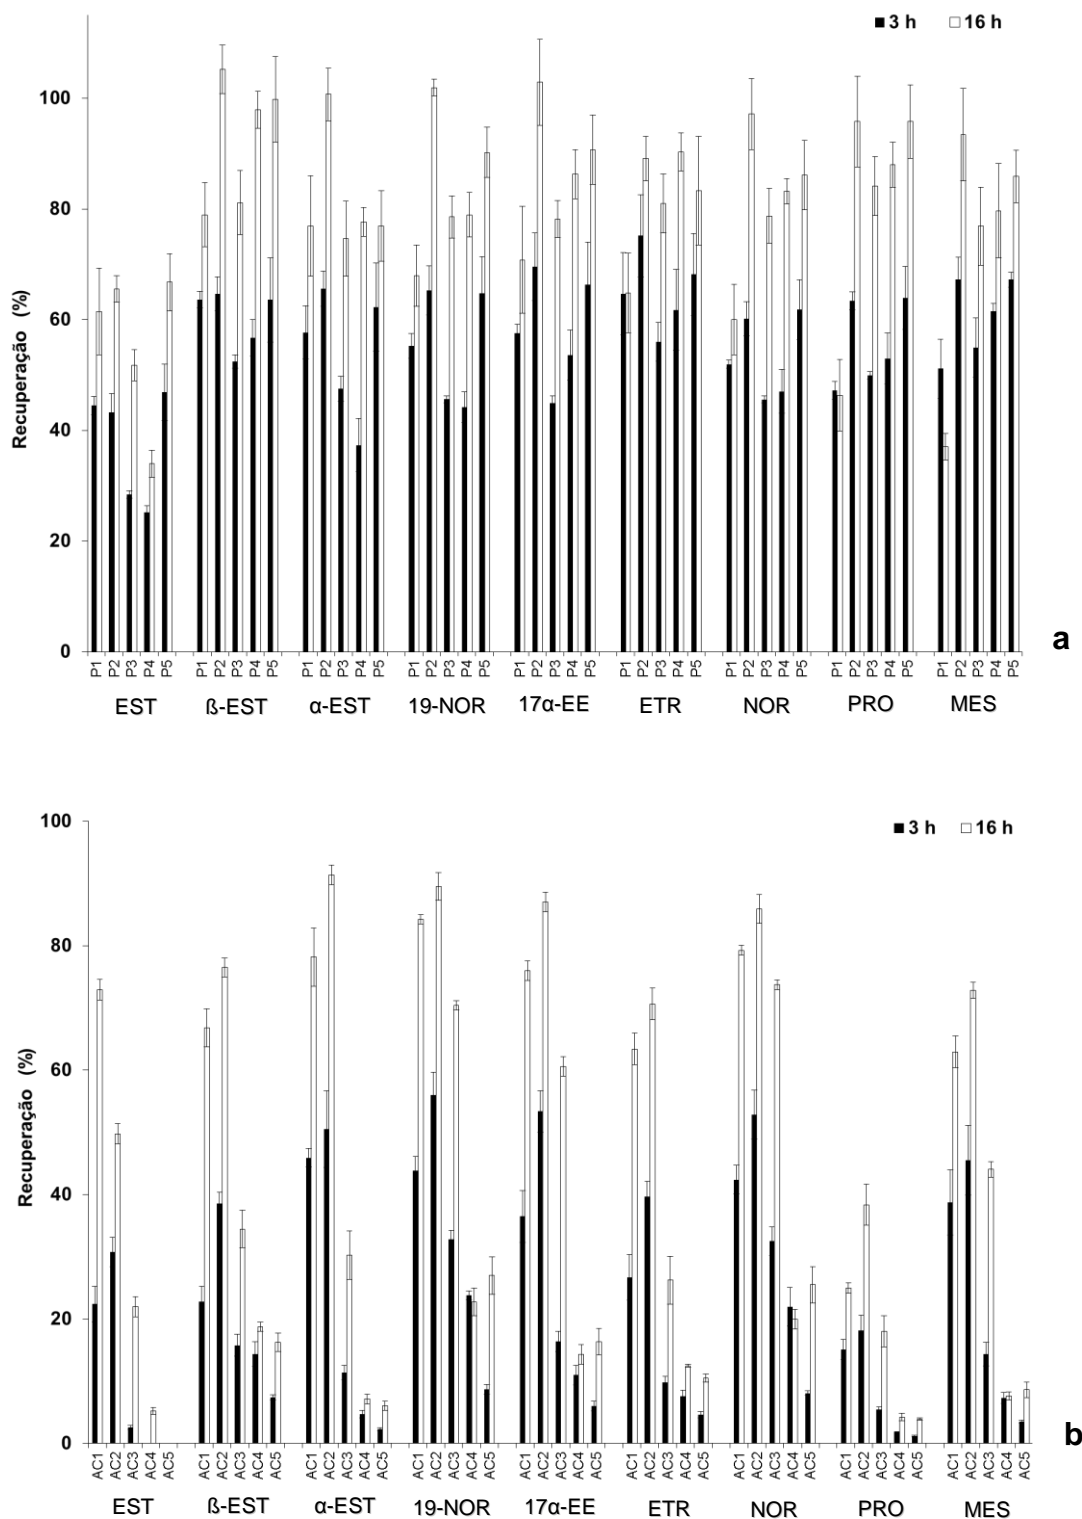 ■ 3 h □ 16 h
Recuperação (%)
100
80
60
40
20
0
P1 P2 P3 P4 P5 P1 P2 P3 P4 P5 P1 P2 P3 P4 P5 P1 P2 P3 P4 P5 P1 P2 P3 P4 P5 P1 P2 P3 P4 P5 P1 P2 P3 P4 P5 P1 P2 P3 P4 P5 P1 P2 P3 P4 P5
EST ß-EST α-EST 19-NOR 17α-EE ETR NOR PRO MES
a
■ 3 h □ 16 h
Recuperação (%)
100
80
60
40
20
0
AC1 AC2 AC3 AC4 AC5 AC1 AC2 AC3 AC4 AC5 AC1 AC2 AC3 AC4 AC5 AC1 AC2 AC3 AC4 AC5 AC1 AC2 AC3 AC4 AC5 AC1 AC2 AC3 AC4 AC5 AC1 AC2 AC3 AC4 AC5 AC1 AC2 AC3 AC4 AC5 AC1 AC2 AC3 AC4 AC5
EST ß-EST α-EST 19-NOR 17α-EE ETR NOR PRO MES
b